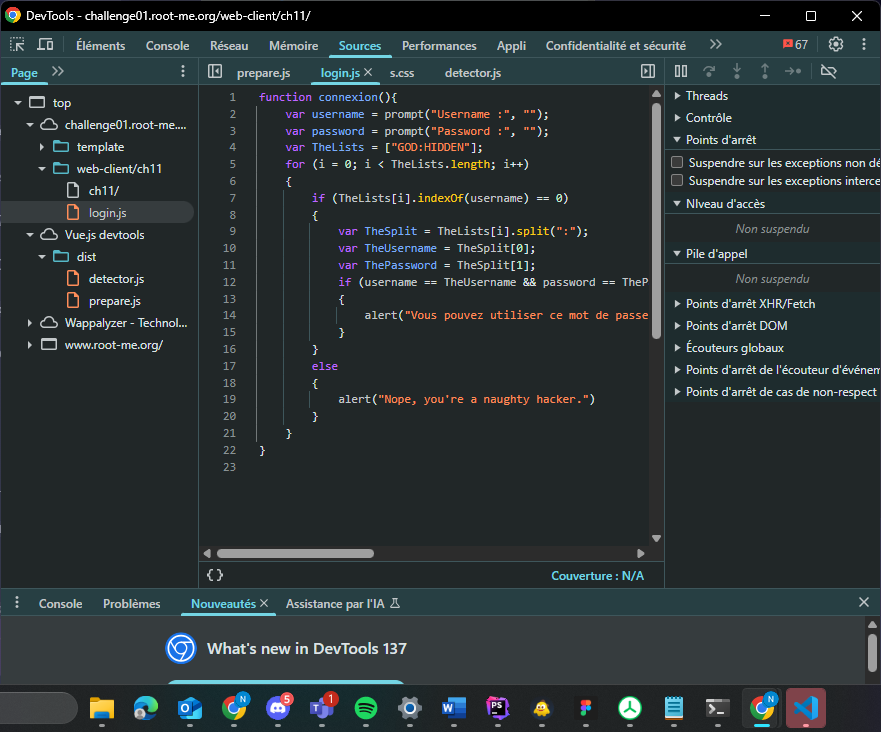 DevTools - challenge01.root-me.org/web-client/ch11/
Éléments Console Réseau Mémoire Sources Performances Appli Confidentialité et sécurité 67
Page
prepare.js login.js s.css detector.js
top
challenge01.root-me....
template
web-client/ch11
ch11/
login.js
Vue.js devtools
dist
detector.js
prepare.js
Wappalyzer - Technol...
www.root-me.org/
1 function connexion(){
2 var username = prompt("Username :", "");
3 var password = prompt("Password :", "");
4 var TheLists = ["GOD:HIDDEN"];
5 for (i = 0; i < TheLists.length; i++)
6 {
7 if (TheLists[i].indexOf(username) == 0)
8 {
9 var TheSplit = TheLists[i].split(":");
10 var TheUsername = TheSplit[0];
11 var ThePassword = TheSplit[1];
12 if (username == TheUsername && password == TheP
13 {
14 alert("Vous pouvez utiliser ce mot de passe
15 }
16 }
17 else
18 {
19 alert("Nope, you're a naughty hacker.")
20 }
21 }
22 }
23
{ } Couverture : N/A
Threads
Contrôle
Points d'arrêt
Suspendre sur les exceptions non dé
Suspendre sur les exceptions interce
NIveau d'accès
Non suspendu
Pile d'appel
Non suspendu
Points d'arrêt XHR/Fetch
Points d'arrêt DOM
Écouteurs globaux
Points d'arrêt de l'écouteur d'événem
Points d'arrêt de cas de non-respect
Console Problèmes Nouveautés Assistance par l'IA
What's new in DevTools 137
N 5 1 W PS N